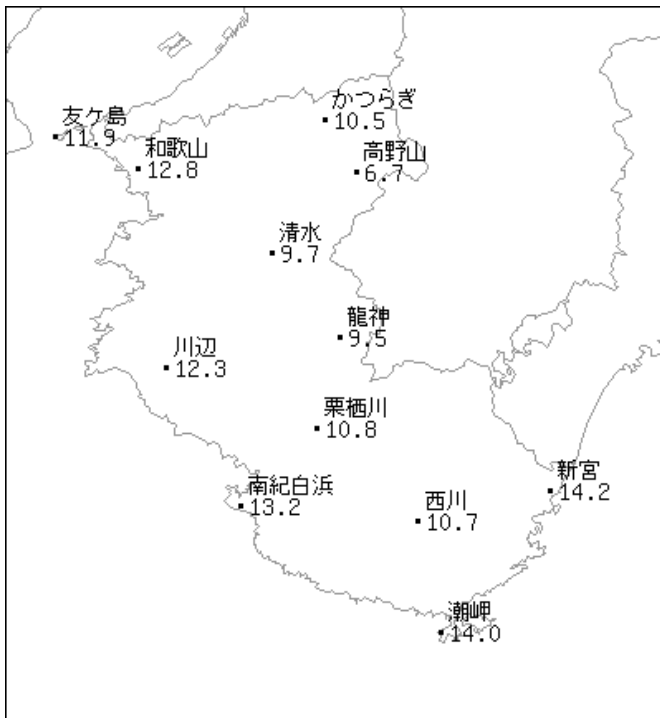 かつらぎ
10.5
友ケ島
11.9
和歌山
12.8
高野山
6.7
清水
9.7
龍神
9.5
川辺
12.3
栗栖川
10.8
新宮
14.2
南紀白浜
13.2
西川
10.7
潮岬
14.0